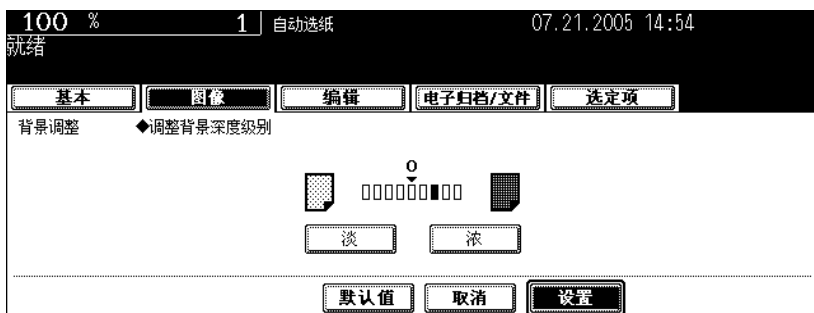 100 % 1 自动选纸 07.21.2005 14:54
就绪
基本 图像 编辑 电子归档/文件 选定项
背景调整 ◆调整背景深度级别
0
淡 浓
默认值 取消 设置